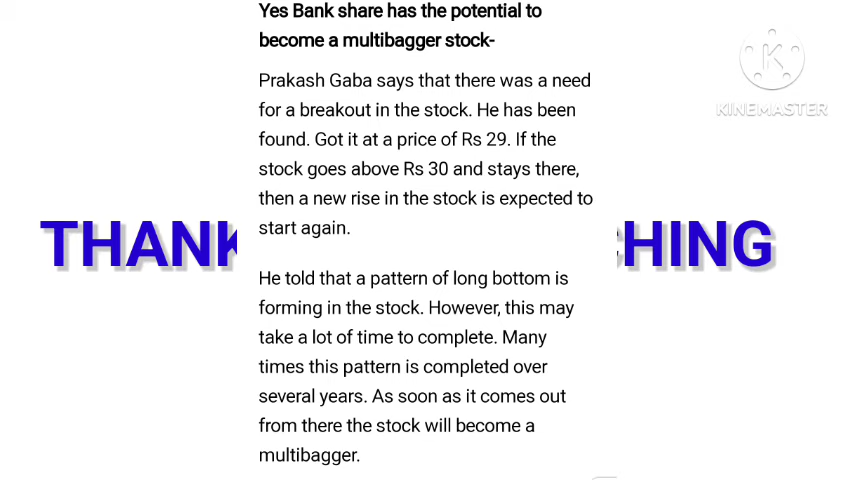 Yes Bank share has the potential to
become a multibagger stock-
K
KINEMASTER
Prakash Gaba says that there was a need
for a breakout in the stock. He has been
found. Got it at a price of Rs 29. If the
stock goes above Rs 30 and stays there,
then a new rise in the stock is expected to
start again.
THANK CHING
He told that a pattern of long bottom is
forming in the stock. However, this may
take a lot of time to complete. Many
times this pattern is completed over
several years. As soon as it comes out
from there the stock will become a
multibagger.